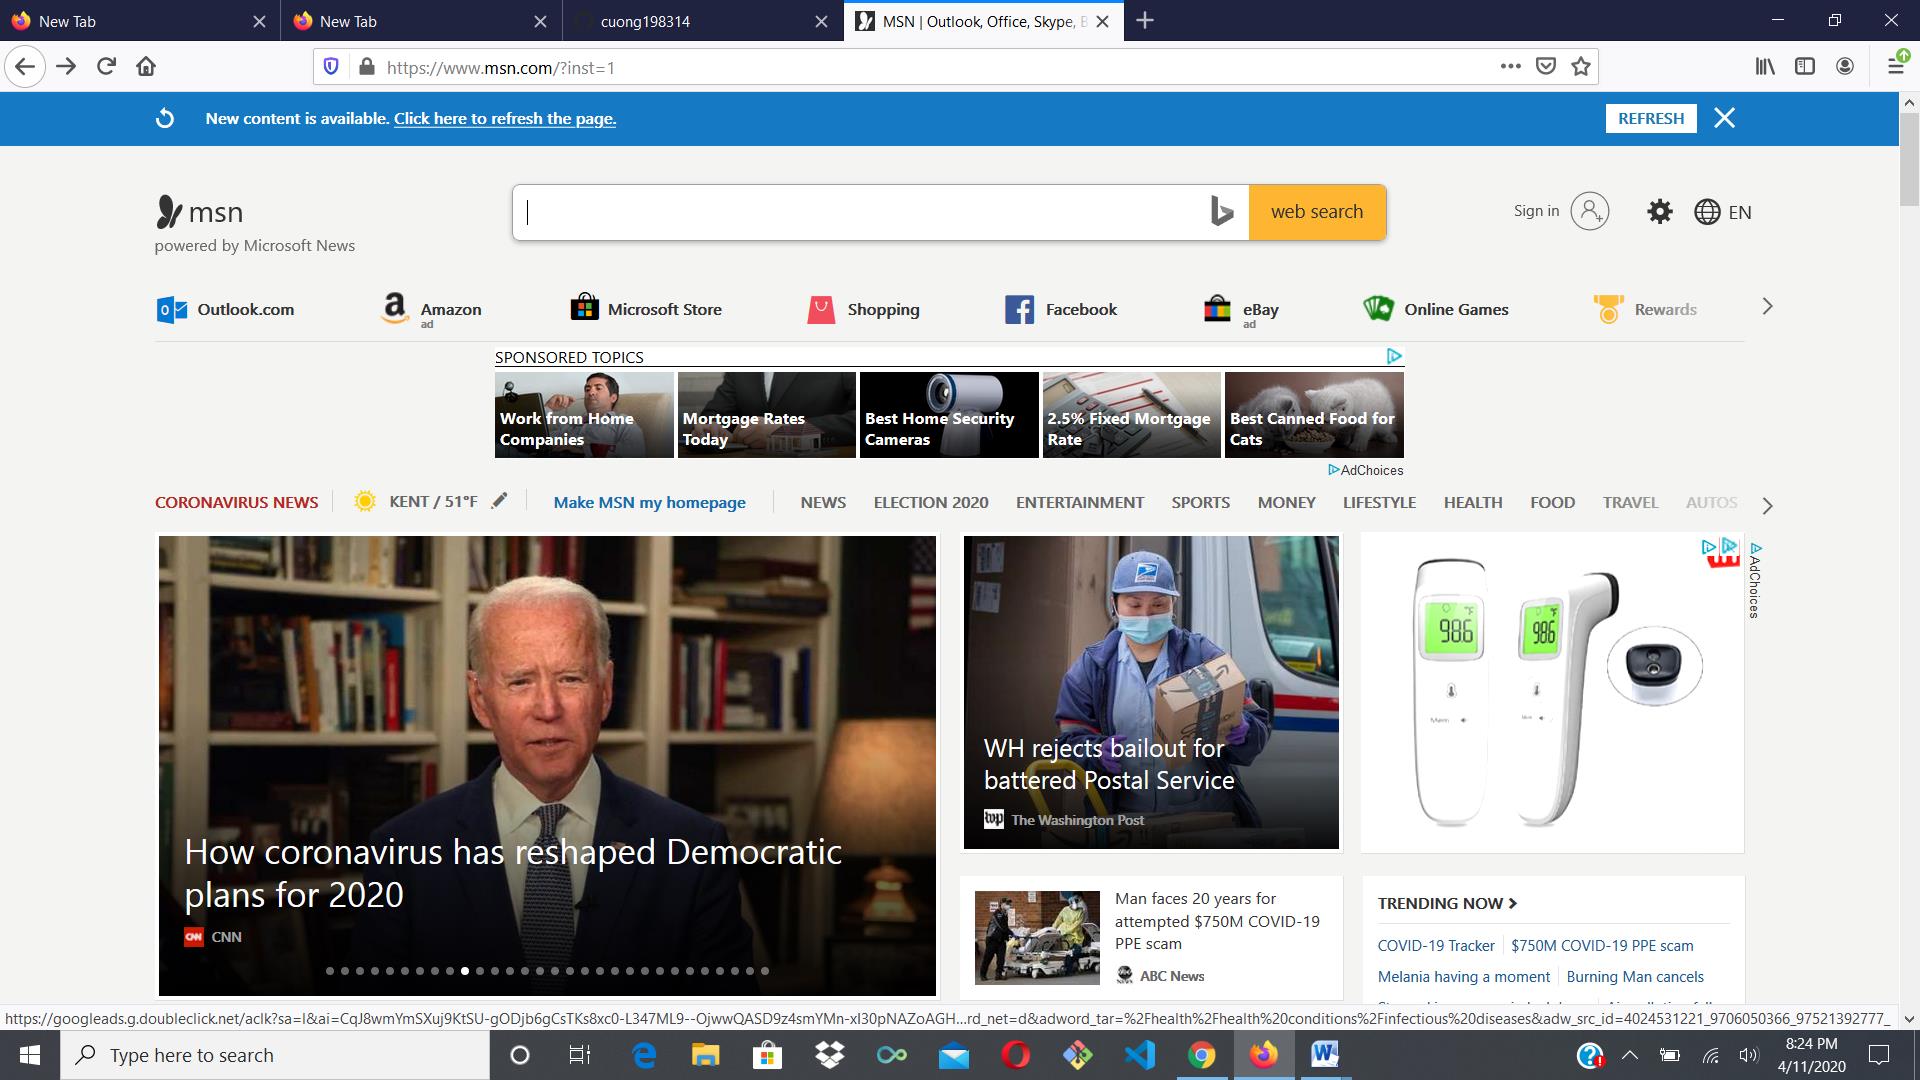 New Tab
New Tab
cuong198314
MSN | Outlook, Office, Skype, B
https://www.msn.com/?inst=1
New content is available. Click here to refresh the page.
REFRESH
msn
powered by Microsoft News
web search
Sign in
EN
Outlook.com
Amazon
ad
Microsoft Store
Shopping
Facebook
eBay
ad
Online Games
Rewards
SPONSORED TOPICS
Work from Home
Companies
Mortgage Rates
Today
Best Home Security
Cameras
2.5% Fixed Mortgage
Rate
Best Canned Food for
Cats
AdChoices
CORONAVIRUS NEWS
KENT / 51°F
Make MSN my homepage
NEWS
ELECTION 2020
ENTERTAINMENT
SPORTS
MONEY
LIFESTYLE
HEALTH
FOOD
TRAVEL
AUTOS
How coronavirus has reshaped Democratic
plans for 2020
CNN CNN
WH rejects bailout for
battered Postal Service
wp The Washington Post
986
986
Mem
AdChoices
Man faces 20 years for
attempted $750M COVID-19
PPE scam
ABC News
TRENDING NOW
COVID-19 Tracker
$750M COVID-19 PPE scam
Melania having a moment
Burning Man cancels
https://googleads.g.doubleclick.net/aclk?sa=l&ai=CqJ8wmYmSXuj9KtSU-gODjb6gCsTKs8xc0-L347ML9--OjwwQASD9z4smYMn-xI30pNAZoAGH...rd_net=d&adword_tar=%2Fhealth%2Fhealth%20conditions%2Finfectious%20diseases&adw_src_id=4024531221_9706050366_97521392777_
Type here to search
8:24 PM
4/11/2020